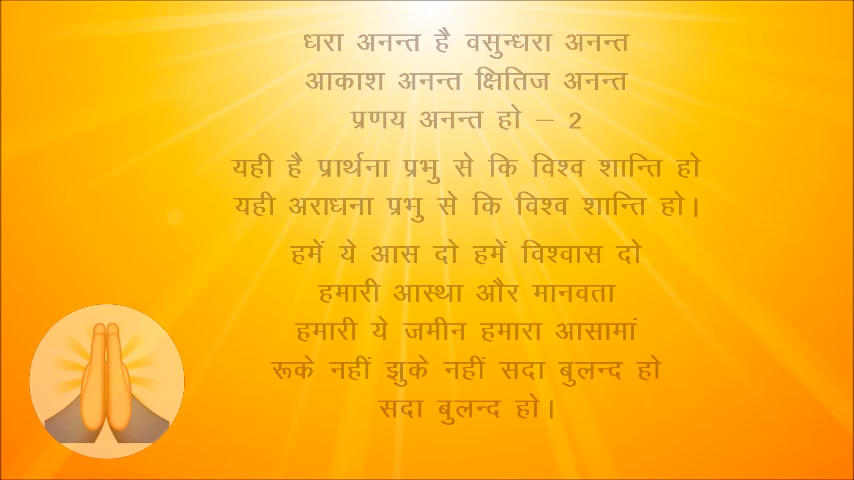 धरा अनन्त है वसुन्धरा अनन्त
आकाश अनन्त क्षितिज अनन्त
प्रणय अनन्त हो – 2
यही है प्रार्थना प्रभु से कि विश्व शान्ति हो
यही अराधना प्रभु से कि विश्व शान्ति हो।
हमें ये आस दो हमें विश्वास दो
हमारी आस्था और मानवता
हमारी ये जमीन हमारा आसामां
रूके नहीं झुके नहीं सदा बुलन्द हो
सदा बुलन्द हो।